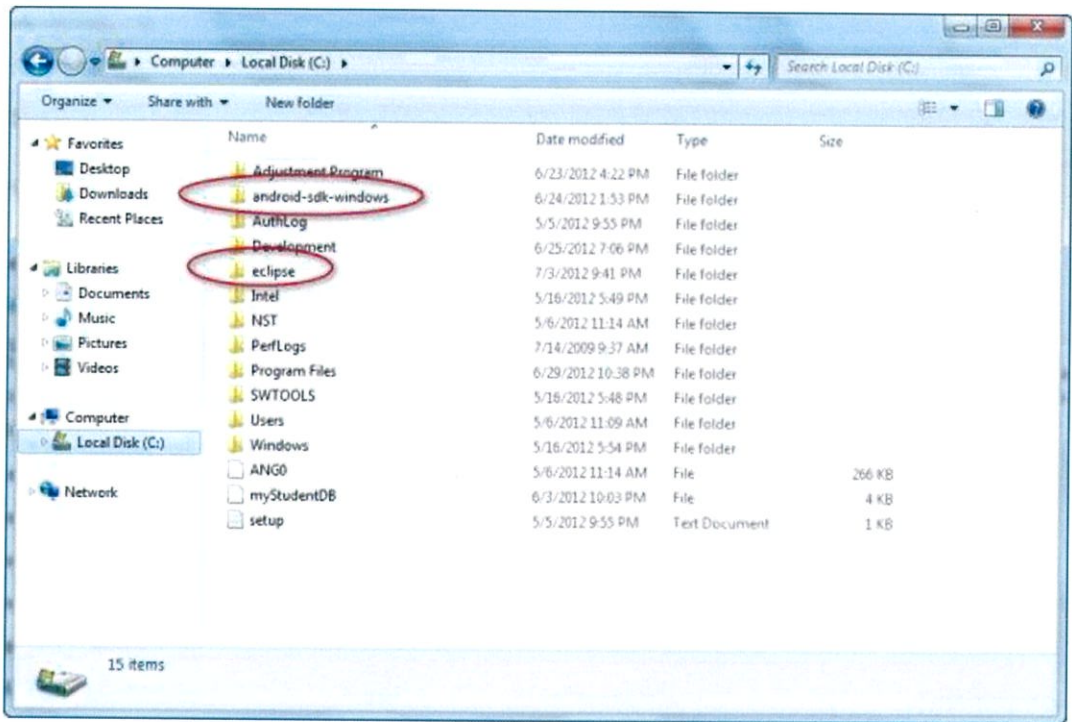 Computer ▸ Local Disk (C:) ▸
Search Local Disk (C:)
Organize Share with New folder
Name Date modified Type Size
Favorites
Desktop
Downloads
Recent Places
Libraries
Documents
Music
Pictures
Videos
Computer
Local Disk (C:)
Network
Adjustment Program 6/23/2012 4:22 PM File folder
android-sdk-windows 6/24/2012 1:53 PM File folder
AuthLog 5/5/2012 9:55 PM File folder
Development 6/25/2012 7:06 PM File folder
eclipse 7/3/2012 9:41 PM File folder
Intel 5/16/2012 5:49 PM File folder
NST 5/6/2012 11:14 AM File folder
PerfLogs 7/14/2009 9:37 AM File folder
Program Files 6/29/2012 10:38 PM File folder
SWTOOLS 5/16/2012 5:48 PM File folder
Users 5/6/2012 11:09 AM File folder
Windows 5/16/2012 5:54 PM File folder
ANG0 5/6/2012 11:14 AM File 266 KB
myStudentDB 6/3/2012 10:03 PM File 4 KB
setup 5/5/2012 9:55 PM Text Document 1 KB
15 items